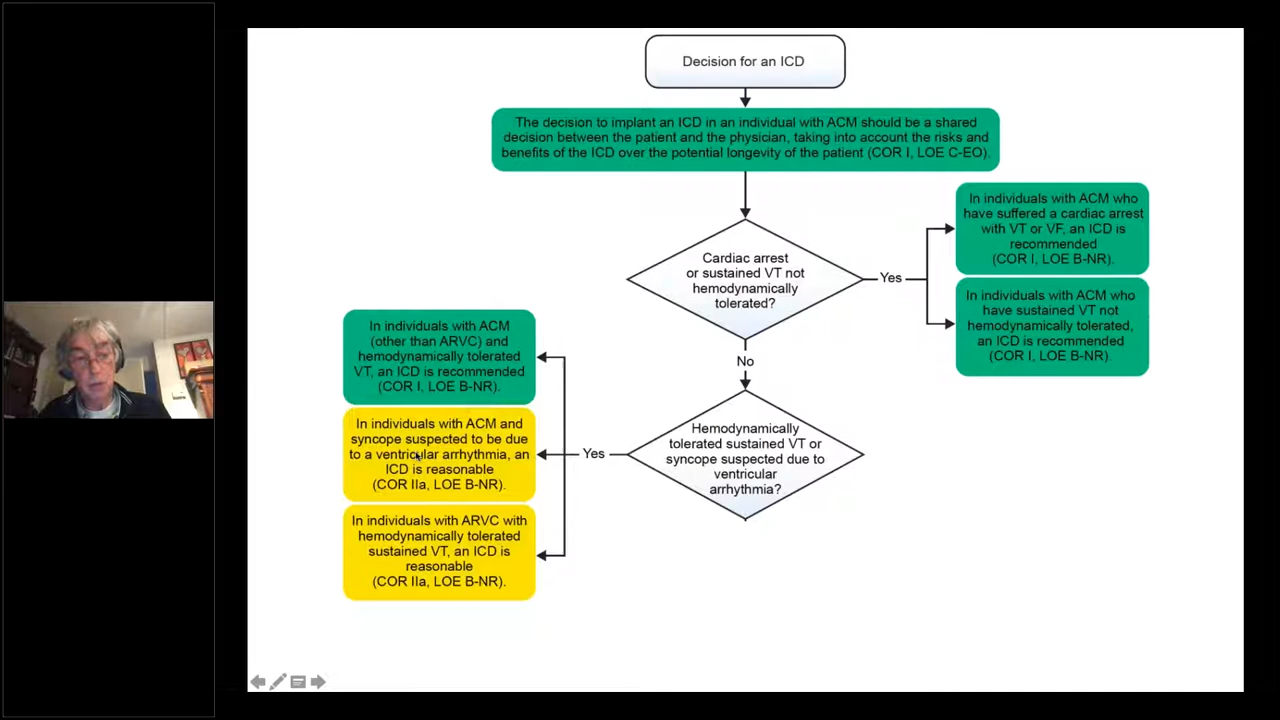 Decision for an ICD
The decision to implant an ICD in an individual with ACM should be a shared
decision between the patient and the physician, taking into account the risks and
benefits of the ICD over the potential longevity of the patient (COR I, LOE C-EO).
Cardiac arrest
or sustained VT not
hemodynamically
tolerated?
Yes
In individuals with ACM who
have suffered a cardiac arrest
with VT or VF, an ICD is
recommended
(COR I, LOE B-NR).
In individuals with ACM who
have sustained VT not
hemodynamically tolerated,
an ICD is recommended
(COR I, LOE B-NR).
No
Hemodynamically
tolerated sustained VT or
syncope suspected due to
ventricular
arrhythmia?
Yes
In individuals with ACM
(other than ARVC) and
hemodynamically tolerated
VT, an ICD is recommended
(COR I, LOE B-NR).
In individuals with ACM and
syncope suspected to be due
to a ventricular arrhythmia, an
ICD is reasonable
(COR IIa, LOE B-NR).
In individuals with ARVC with
hemodynamically tolerated
sustained VT, an ICD is
reasonable
(COR IIa, LOE B-NR).